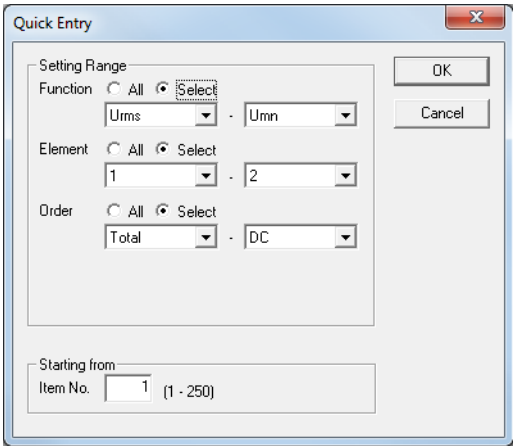 Quick Entry
Setting Range
OK
Function All Select
Urms - Umn
Cancel
Element All Select
1 - 2
Order All Select
Total - DC
Starting from
Item No. 1 (1 - 250)